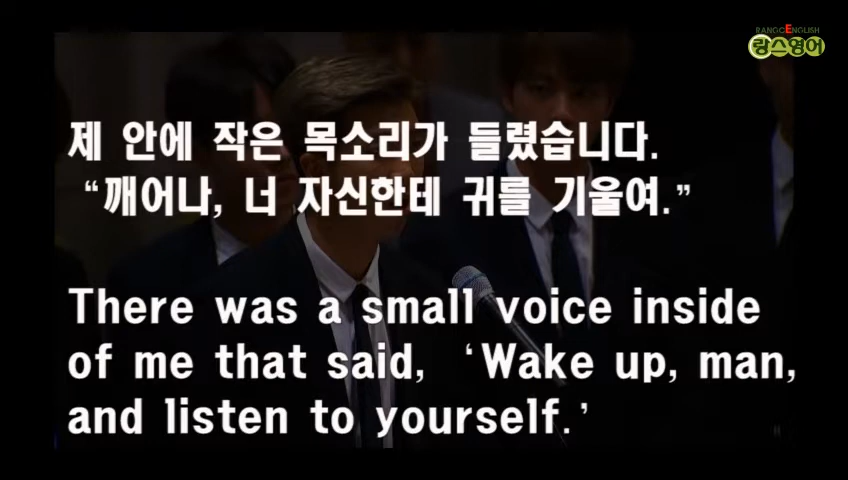 RANGOENGLISH
랑스영어
제 안에 작은 목소리가 들렸습니다.
“깨어나, 너 자신한테 귀를 기울여.”
There was a small voice inside
of me that said, ‘Wake up, man,
and listen to yourself.’